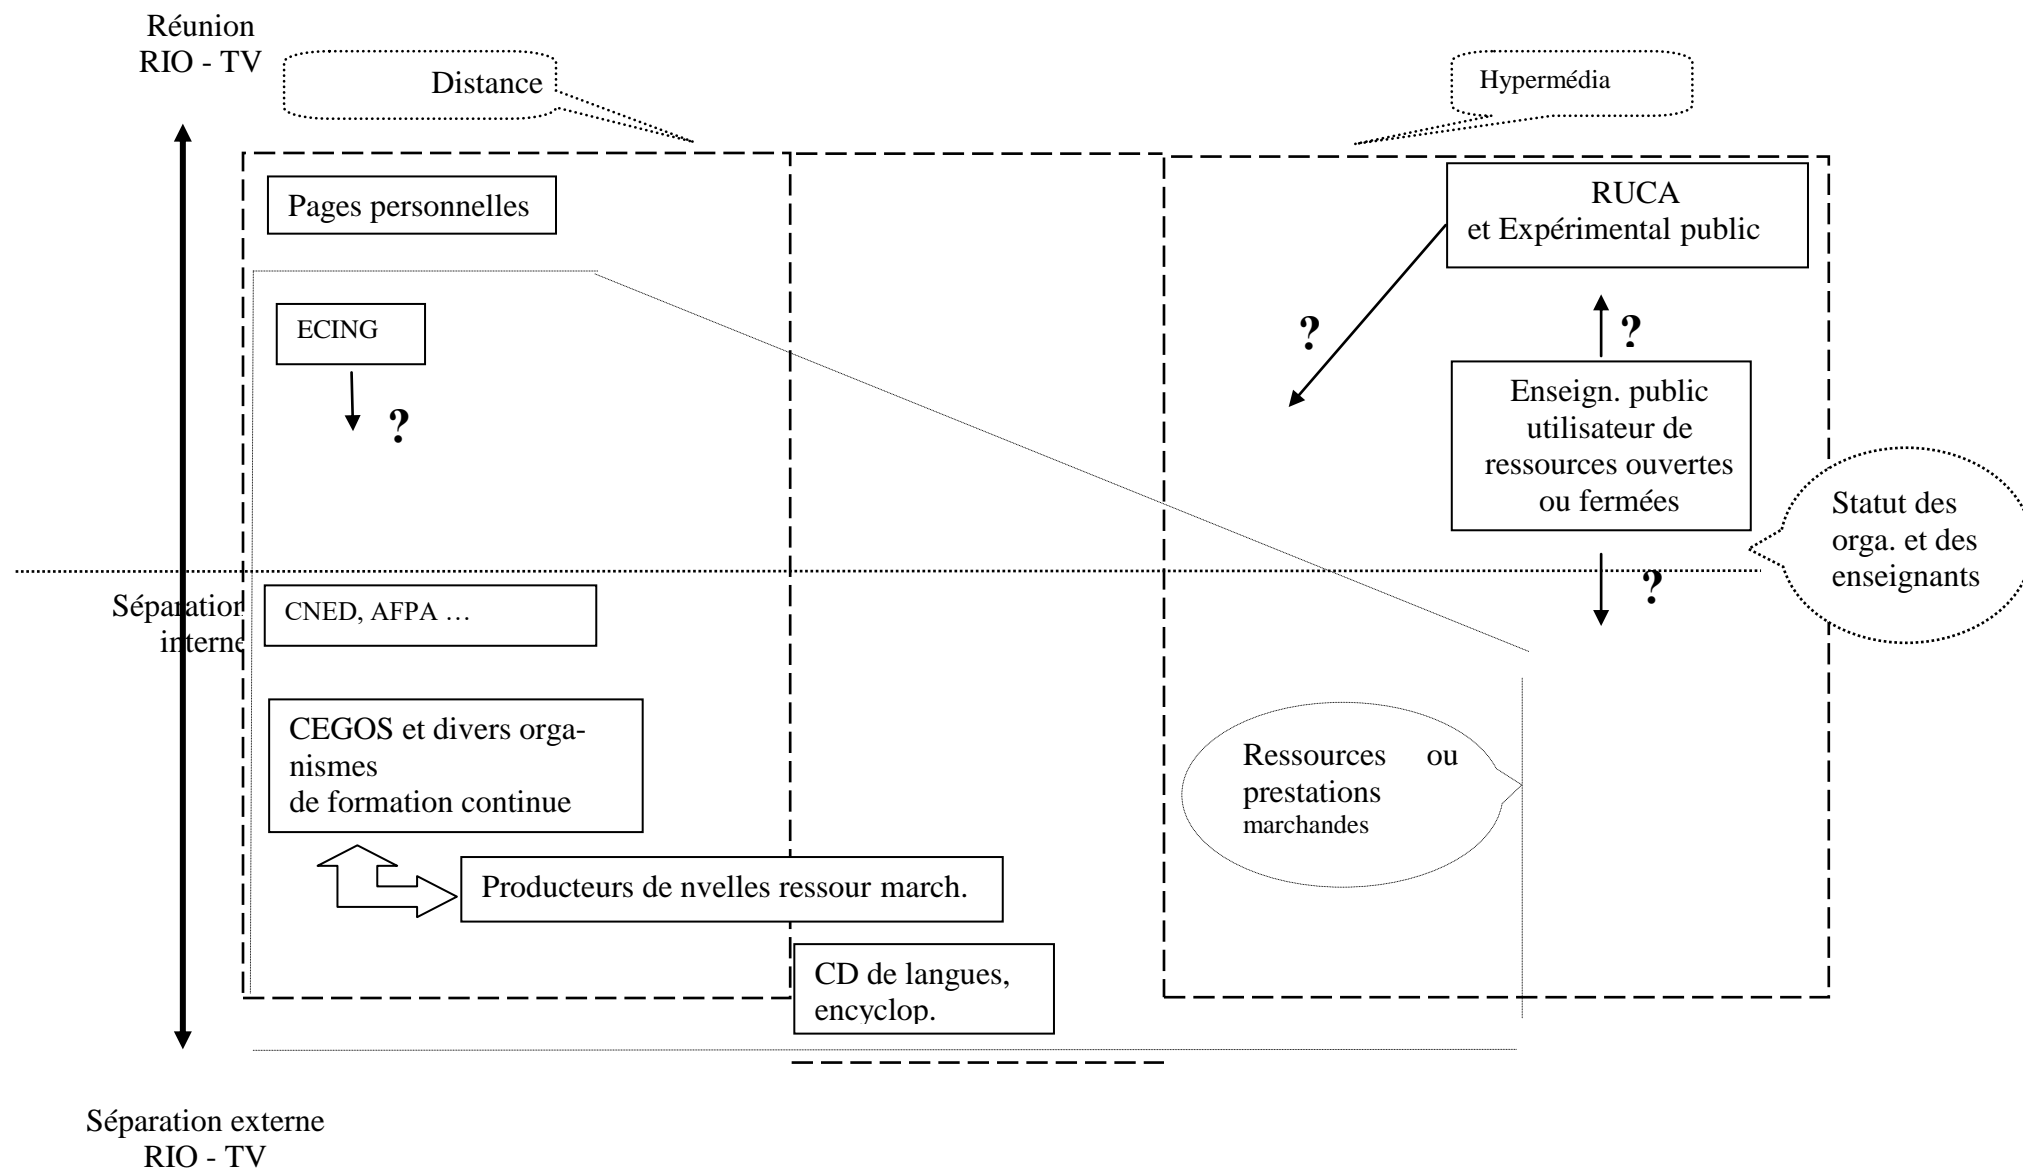 Réunion
RIO - TV
Distance
Hypermédia
Pages personnelles
RUCA
et Expérimental public
ECING
?
?
?
Enseign. public
utilisateur de
ressources ouvertes
ou fermées
Statut des
orga. et des
enseignants
Séparation
interne
CNED, AFPA …
?
CEGOS et divers orga-
nismes
de formation continue
Ressources ou
prestations
marchandes
Producteurs de nvelles ressour march.
CD de langues,
encyclop.
Séparation externe
RIO - TV